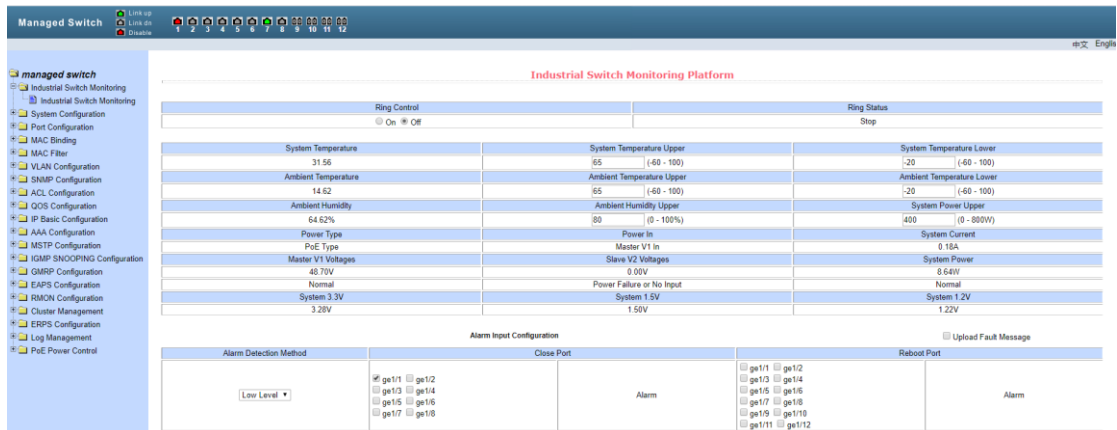 Managed Switch
Link up
Link dn
Disable
1 2 3 4 5 6 7 8 9 10 11 12
中文 Englis
managed switch
Industrial Switch Monitoring
Industrial Switch Monitoring
System Configuration
Port Configuration
MAC Binding
MAC Filter
VLAN Configuration
SNMP Configuration
ACL Configuration
QOS Configuration
IP Basic Configuration
AAA Configuration
MSTP Configuration
IGMP SNOOPING Configuration
GMRP Configuration
EAPS Configuration
RMON Configuration
Cluster Management
ERPS Configuration
Log Management
PoE Power Control
Industrial Switch Monitoring Platform
Ring Control Ring Status
On Off Stop
System Temperature System Temperature Upper System Temperature Lower
31.56 65 (-60 - 100) -20 (-60 - 100)
Ambient Temperature Ambient Temperature Upper Ambient Temperature Lower
14.62 65 (-60 - 100) -20 (-60 - 100)
Ambient Humidity Ambient Humidity Upper System Power Upper
64.62% 80 (0 - 100%) 400 (0 - 800W)
Power Type Power In System Current
PoE Type Master V1 In 0.18A
Master V1 Voltages Slave V2 Voltages System Power
48.70V 0.00V 8.64W
Normal Power Failure or No Input Normal
System 3.3V System 1.5V System 1.2V
3.28V 1.50V 1.22V
Alarm Input Configuration Upload Fault Message
Alarm Detection Method Close Port Reboot Port
Low Level
ge1/1 ge1/2
ge1/3 ge1/4
ge1/5 ge1/6
ge1/7 ge1/8
Alarm
ge1/1 ge1/2
ge1/3 ge1/4
ge1/5 ge1/6
ge1/7 ge1/8
ge1/9 ge1/10
ge1/11 ge1/12
Alarm